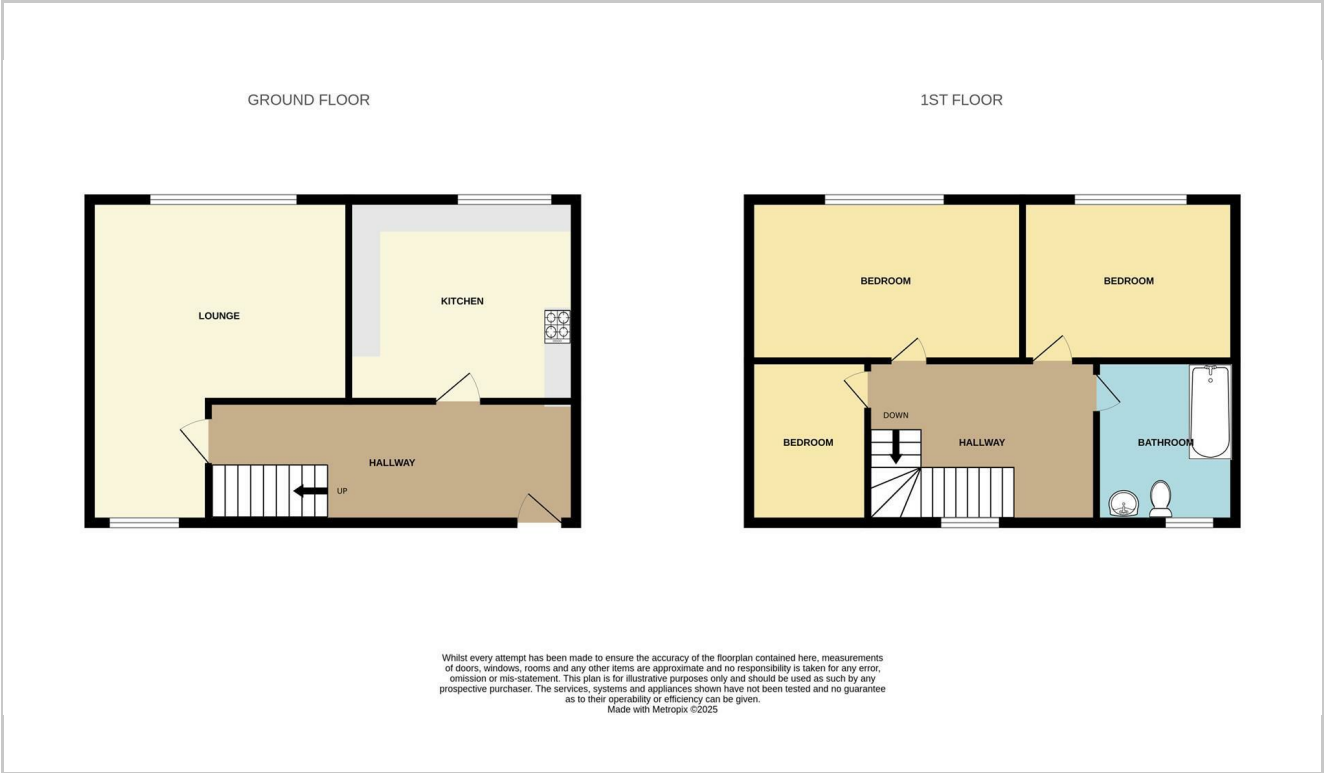 GROUND FLOOR
LOUNGE
KITCHEN
HALLWAY
UP
1ST FLOOR
BEDROOM
BEDROOM
BEDROOM
DOWN
HALLWAY
BATHROOM
Whilst every attempt has been made to ensure the accuracy of the floorplan contained here, measurements
of doors, windows, rooms and any other items are approximate and no responsibility is taken for any error,
omission or mis-statement. This plan is for illustrative purposes only and should be used as such by any
prospective purchaser. The services, systems and appliances shown have not been tested and no guarantee
as to their operability or efficiency can be given.
Made with Metropix ©2025